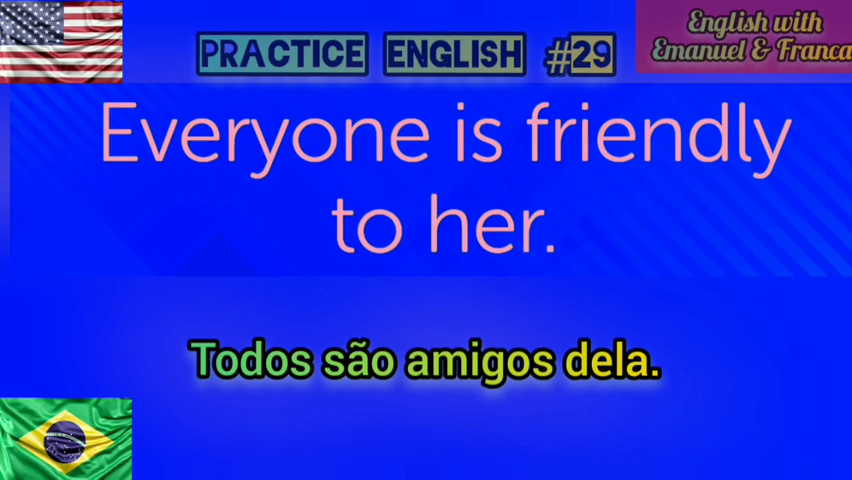 PRACTICE ENGLISH #29
English with
Emanuel & Franca
Everyone is friendly
to her.
Todos são amigos dela.